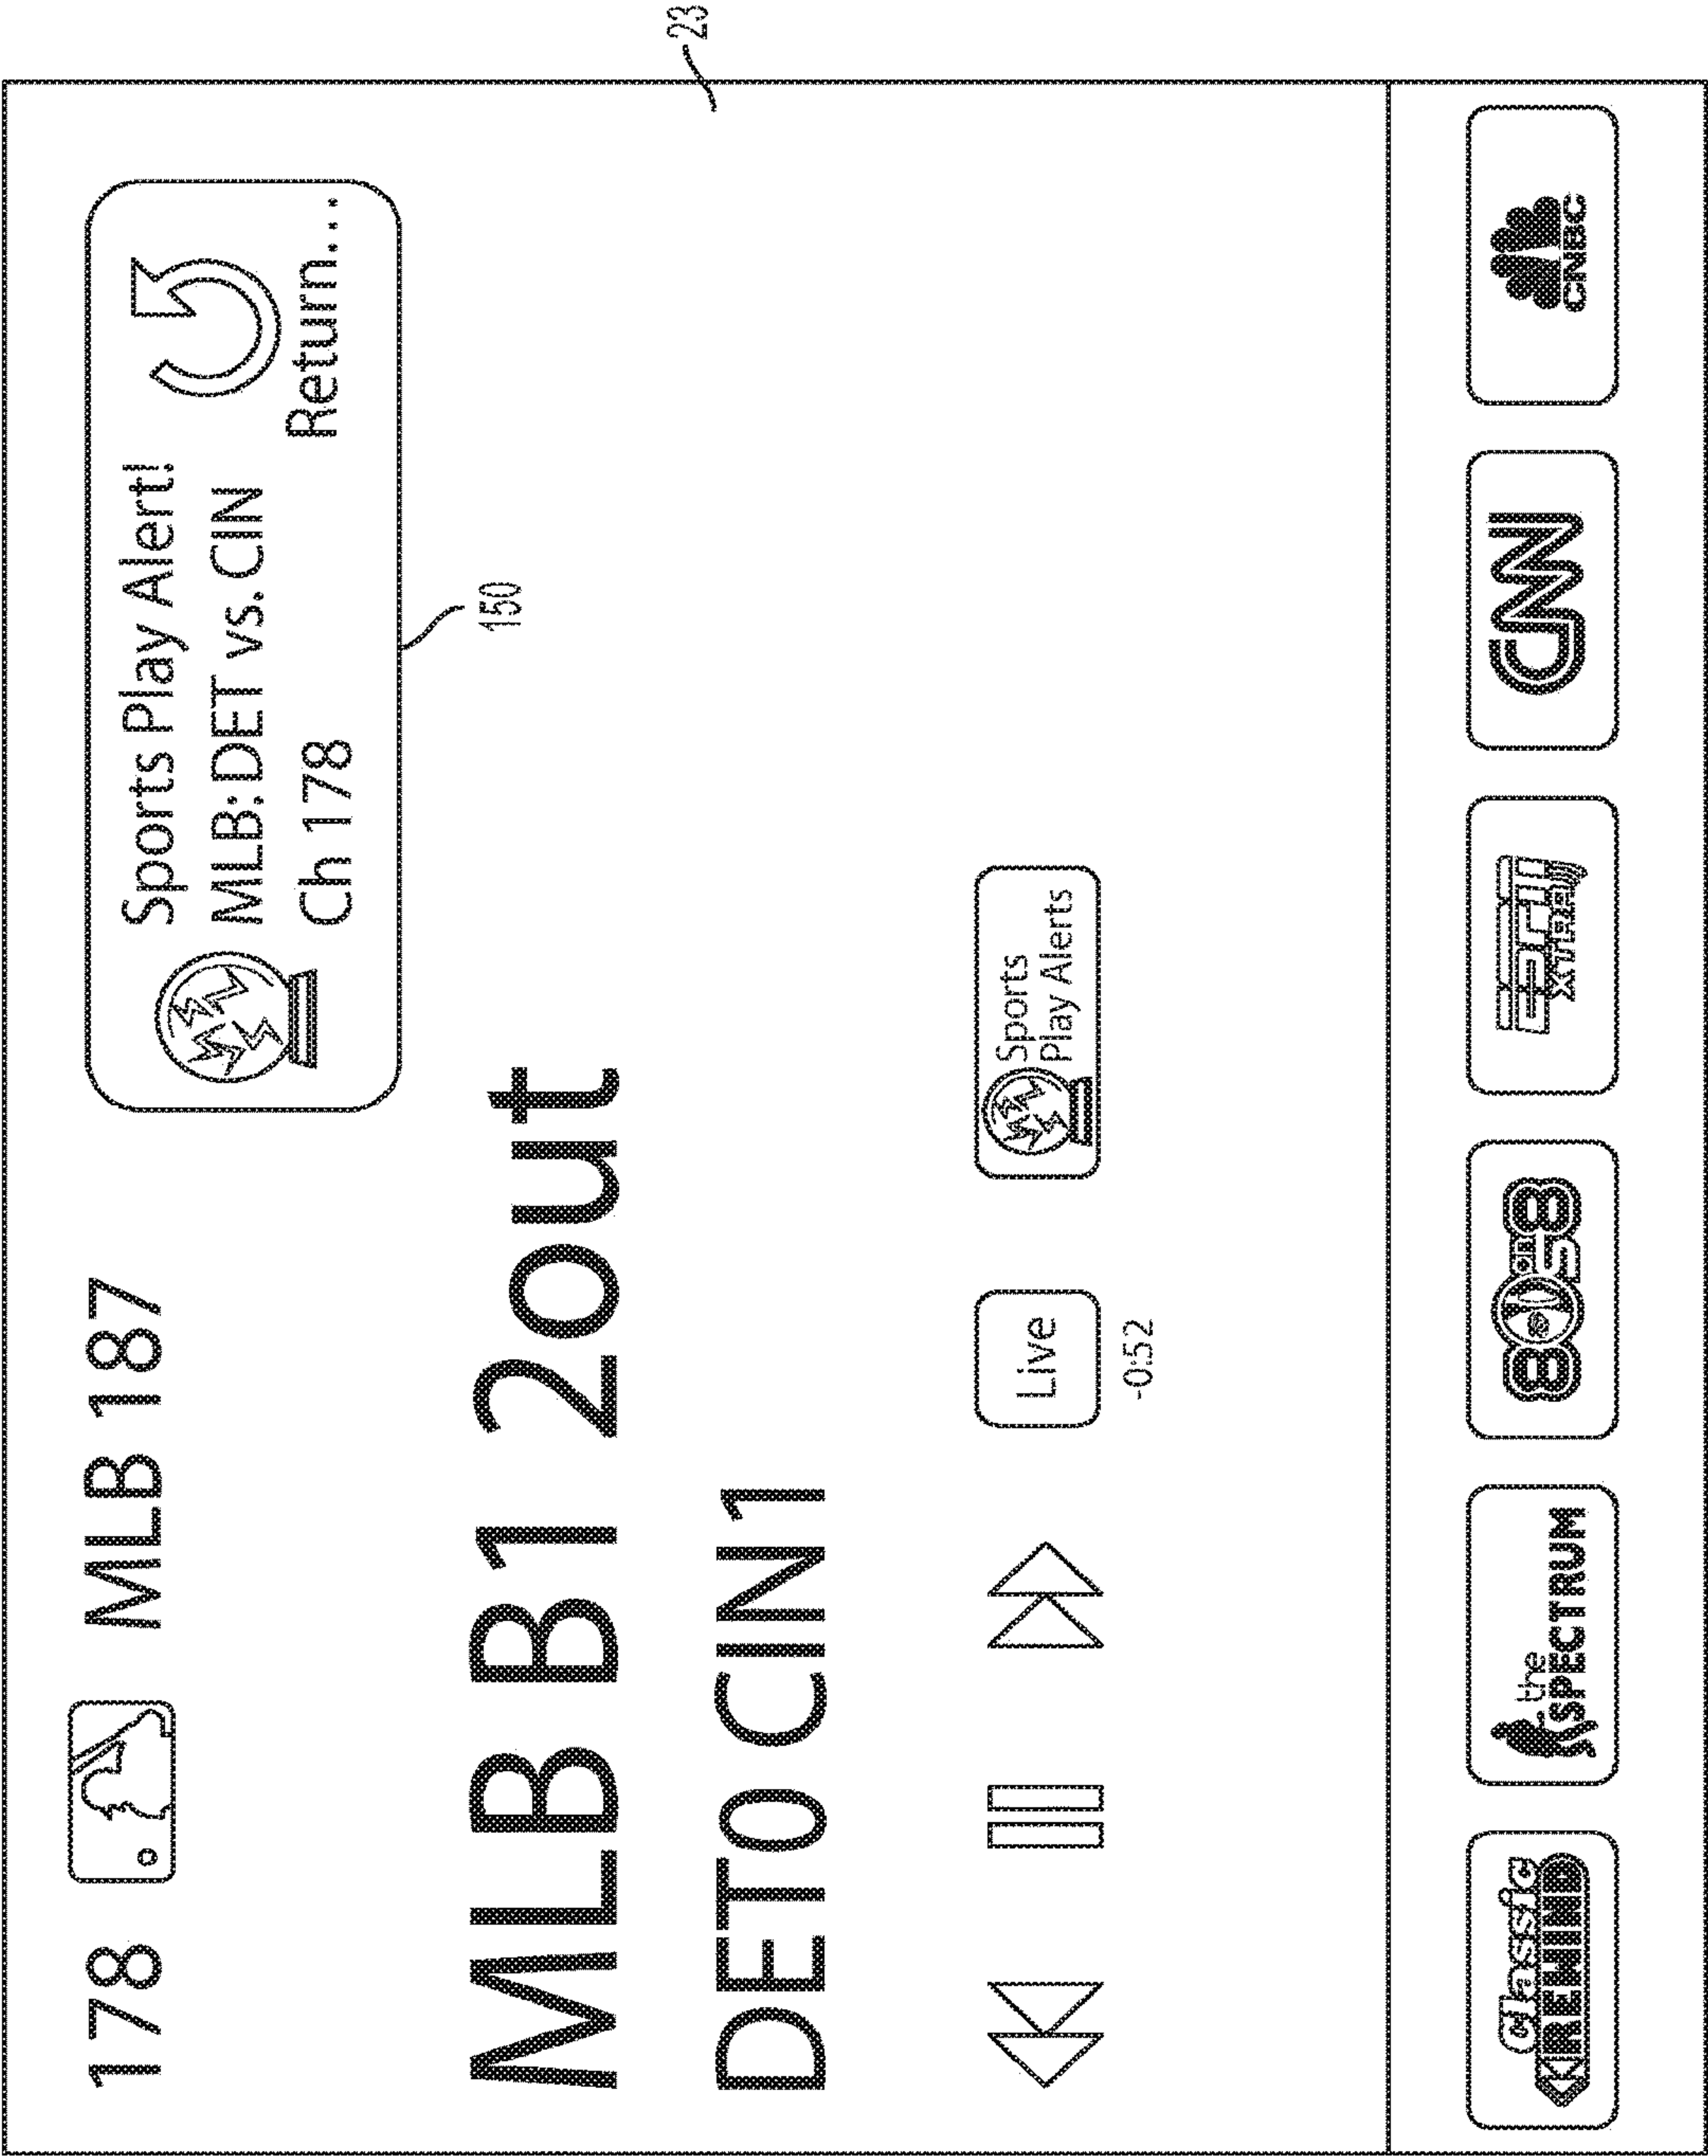 178 MLB 187
Sports Play Alert!
MLB: DET vs. CIN
Ch 178
Return...
150
23
MLB B1 2out
DET0 CIN1
Live
-0:52
Sports
Play Alerts
Classic
REWIND
the
SPECTRUM
80s on 8
ESPN
XTRA
CNN
CNBC